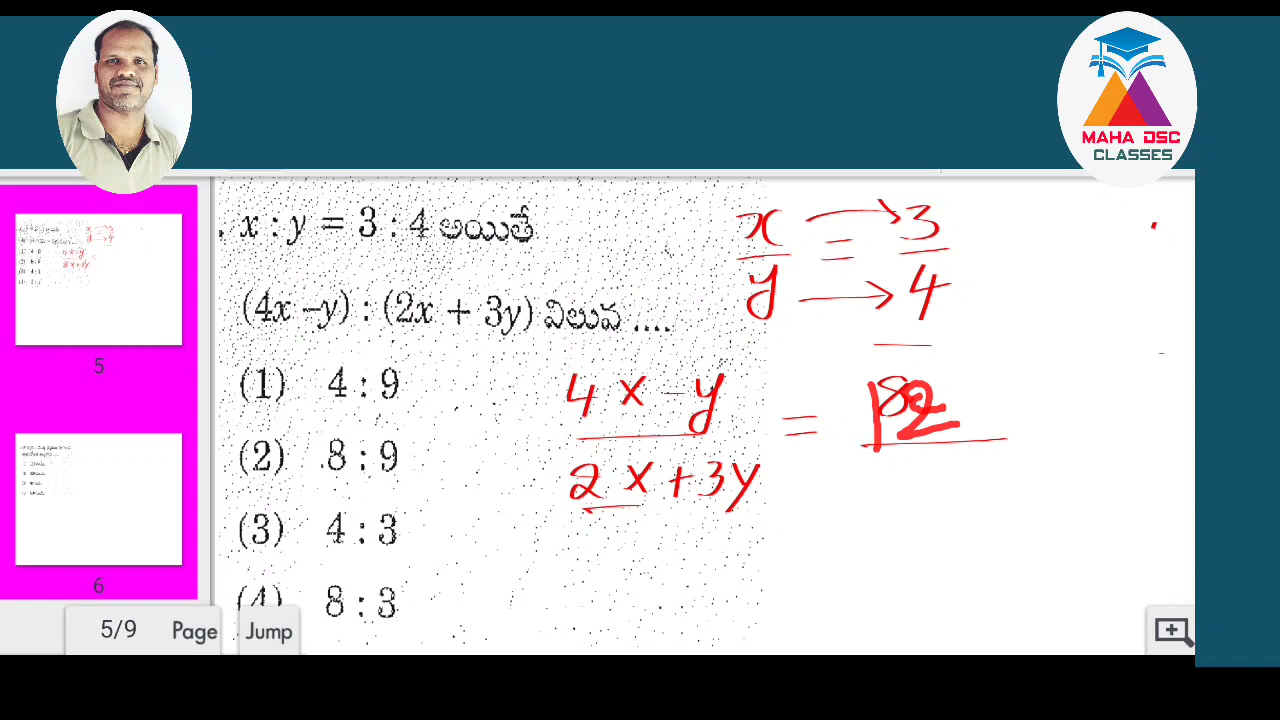 MAHA DSC
CLASSES
x : y = 3 : 4 అయితే
(4x –y) : (2x + 3y) విలువ ....
(1) 4 : 9
(2) 8 : 9
(3) 4 : 3
(4) 8 : 3
x → 3
=
y → 4
4x - y
=
2x + 3y
5
6
5/9 Page Jump